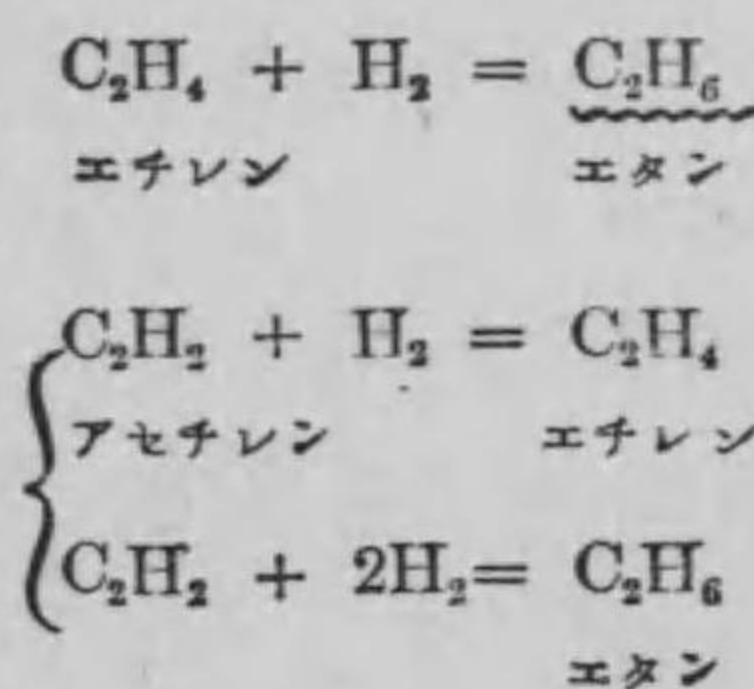 C₂H₄ + H₂ = C₂H₆
エチレン エタン
C₂H₂ + H₂ = C₂H₄
アセチレン エチレン
C₂H₂ + 2H₂= C₂H₆
エタン